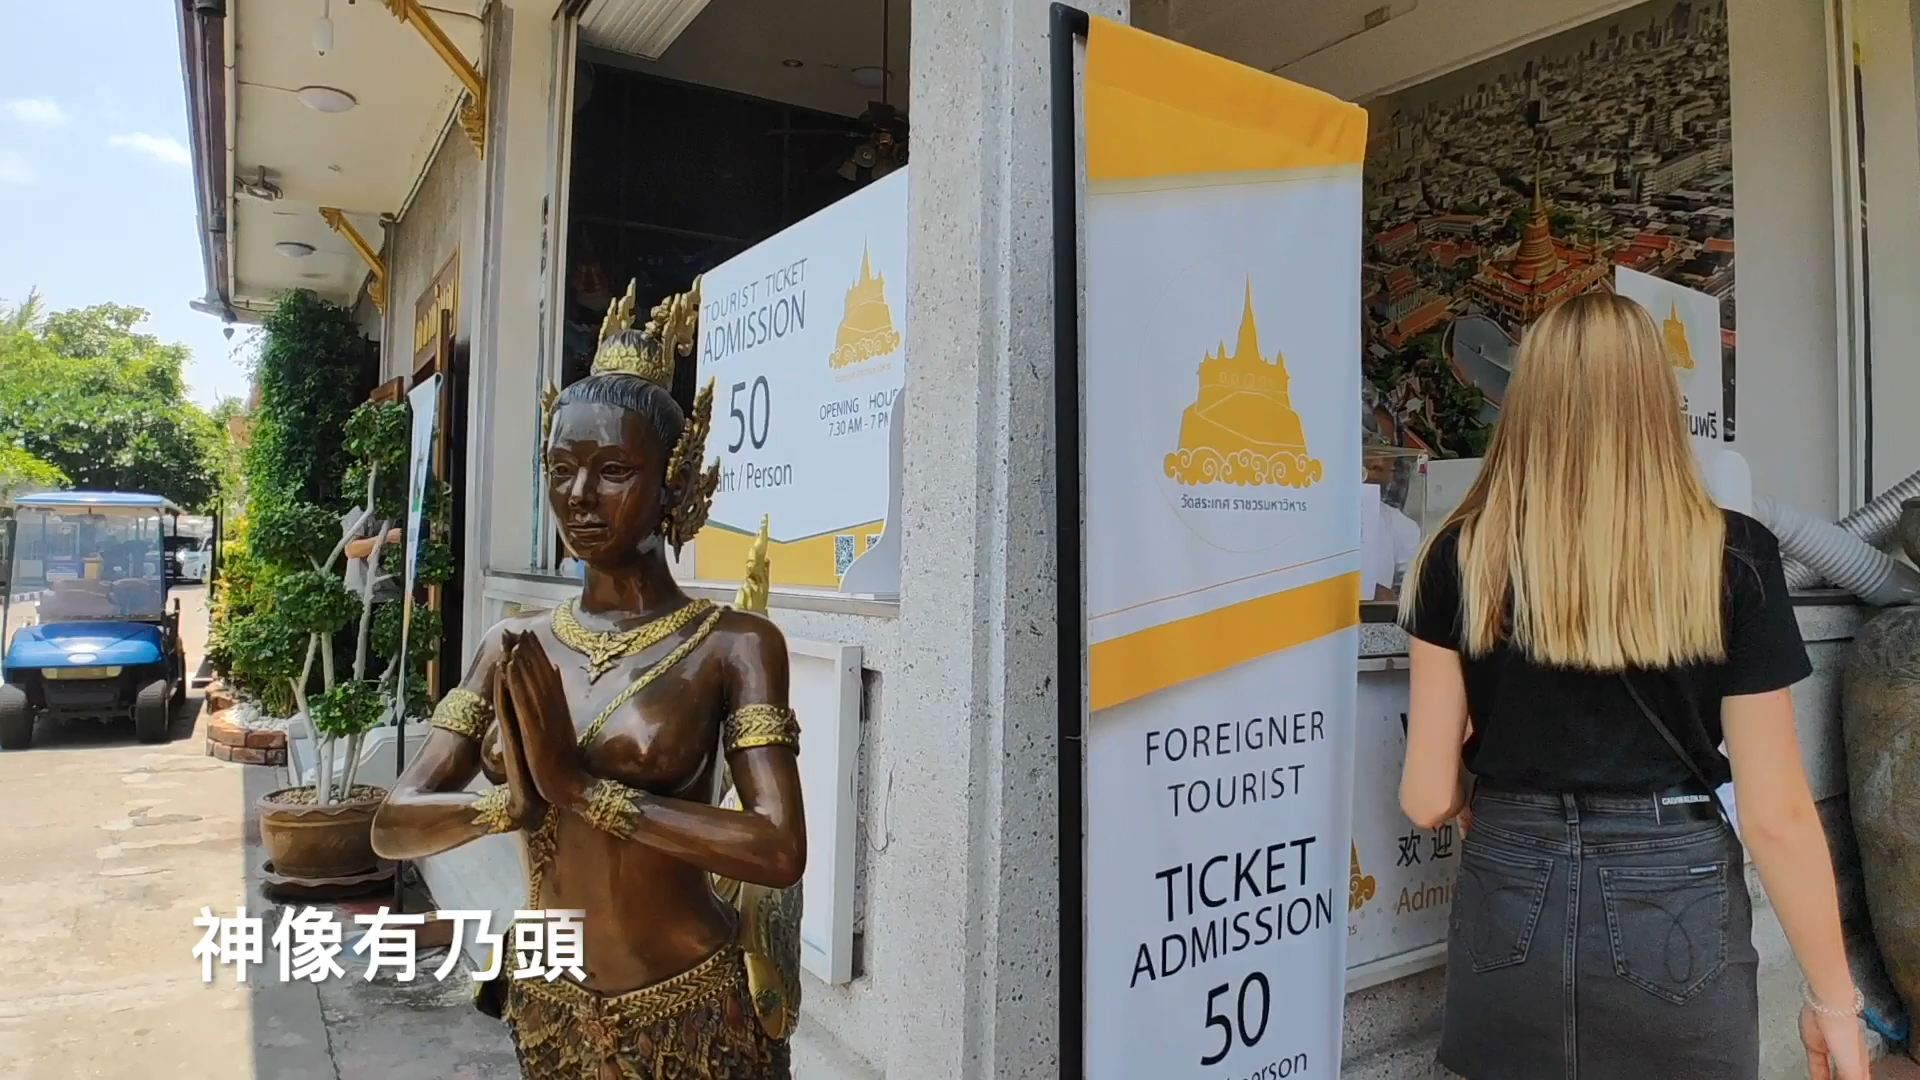 TOURIST TICKET
ADMISSION
50
/ Person
OPENING
7.30 AM - 7 PM
วัดสระเกศ ราชวรมหาวิหาร
FOREIGNER
TOURIST
TICKET
ADMISSION
50
欢迎
神像有乃頭